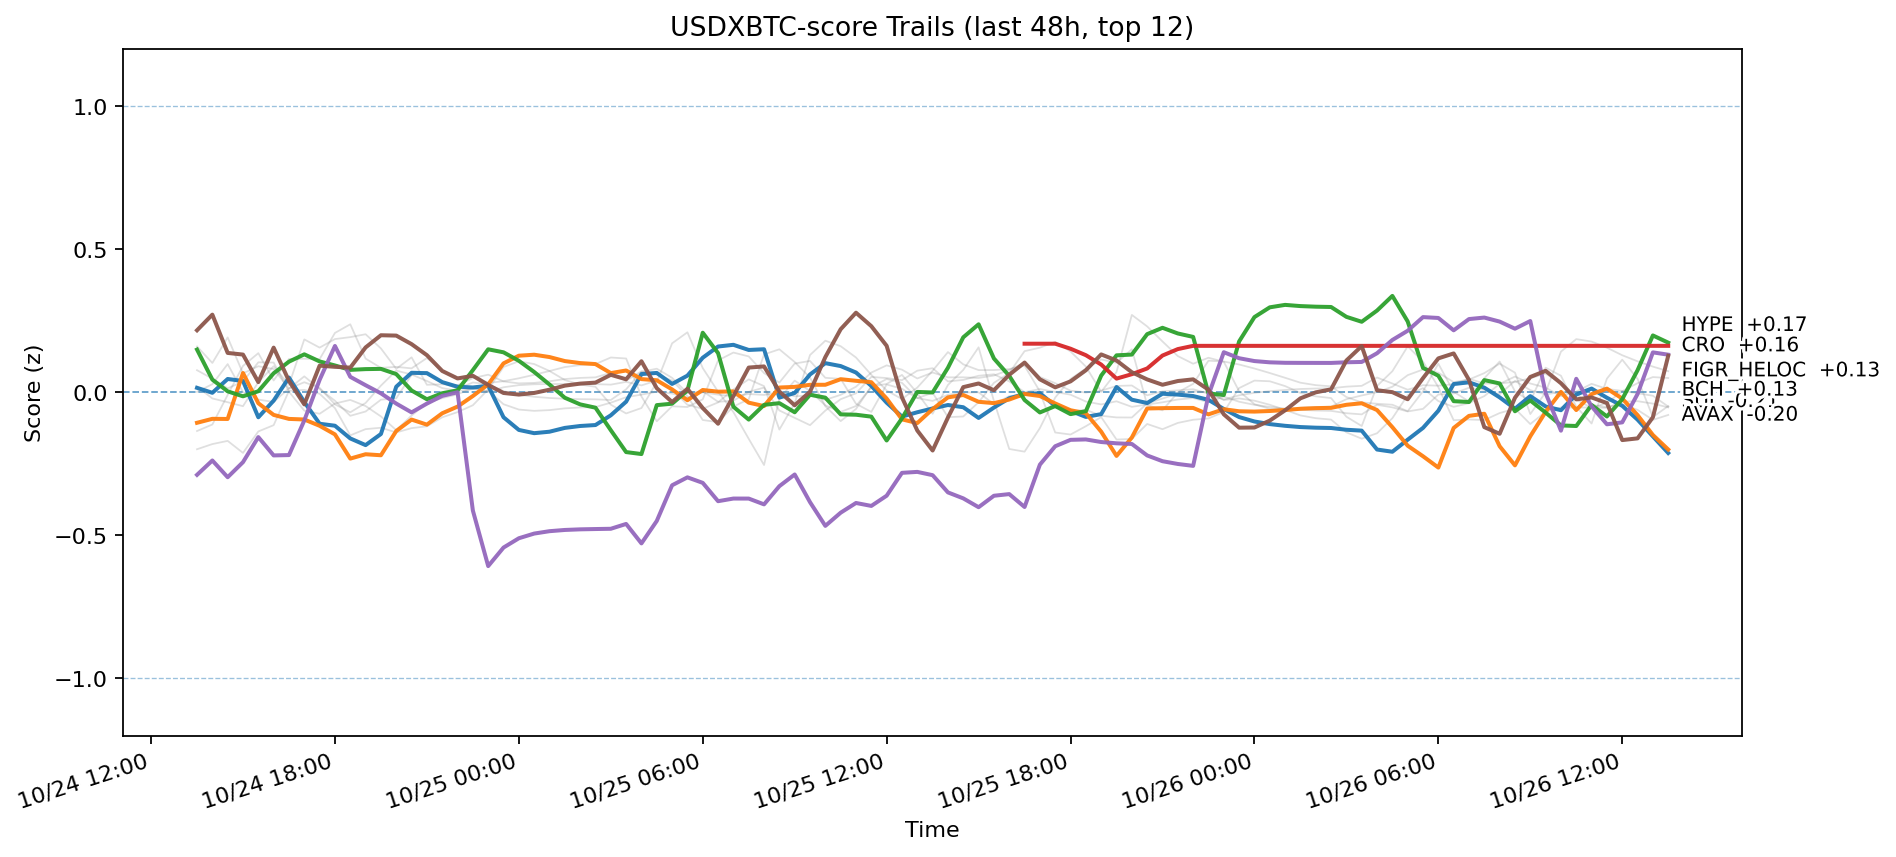 USDXBTC-score Trails (last 48h, top 12)
Score (z)
1.0
0.5
0.0
−0.5
−1.0
HYPE +0.17
CRO +0.16
FIGR_HELOC +0.13
BCH +0.13
AVAX -0.20
10/24 12:00
10/24 18:00
10/25 00:00
10/25 06:00
10/25 12:00
10/25 18:00
10/26 00:00
10/26 06:00
10/26 12:00
Time